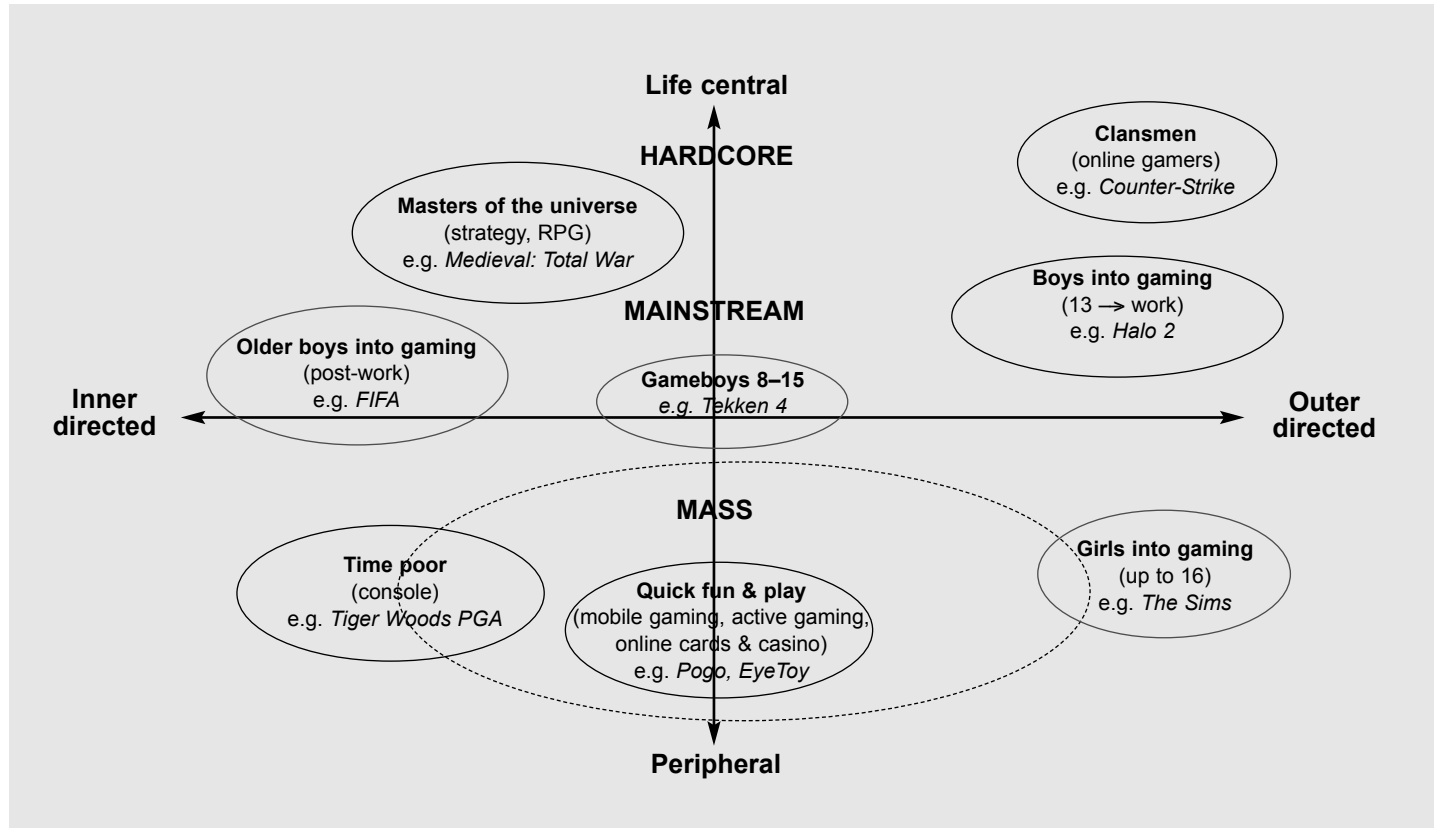 Life central
HARDCORE
Clansmen
(online gamers)
e.g. Counter-Strike
Masters of the universe
(strategy, RPG)
e.g. Medieval: Total War
Boys into gaming
(13 —> work)
e.g. Halo 2
MAINSTREAM
Older boys into gaming
(post-work)
e.g. FIFA
Gameboys 8–15
e.g. Tekken 4
Inner
directed
Outer
directed
MASS
Time poor
(console)
e.g. Tiger Woods PGA
Quick fun & play
(mobile gaming, active gaming,
online cards & casino)
e.g. Pogo, EyeToy
Girls into gaming
(up to 16)
e.g. The Sims
Peripheral